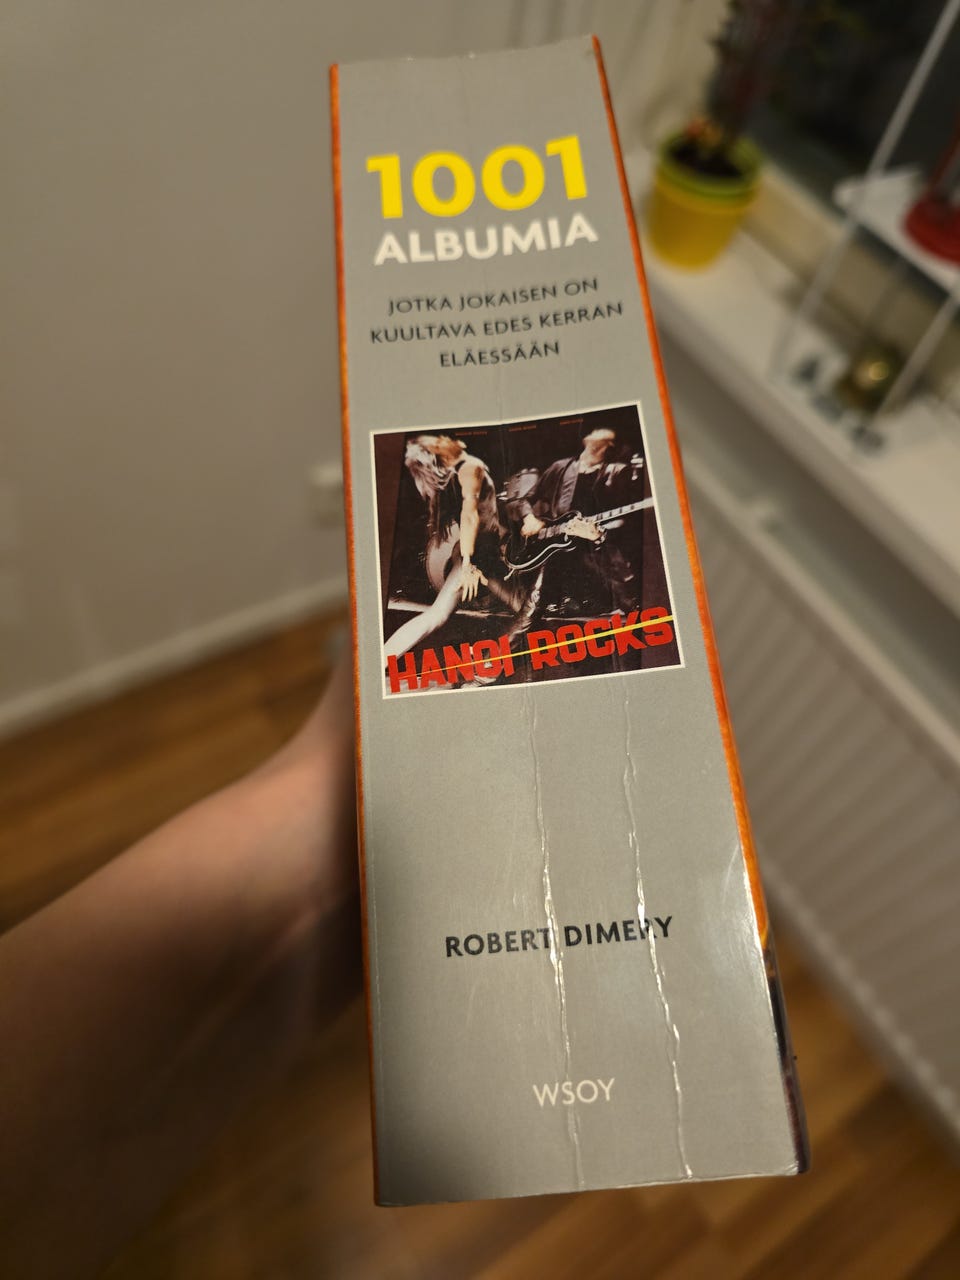 1001
ALBUMIA
JOTKA JOKAISEN ON
KUULTAVA EDES KERRAN
ELÄESSÄÄN
HANOI ROCKS
ROBERT DIMERY
WSOY